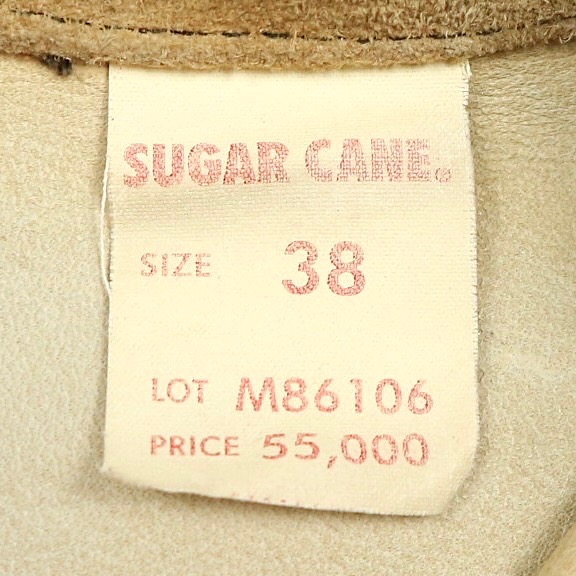 SUGAR CANE®
SIZE 38
LOT M86106
PRICE 55,000